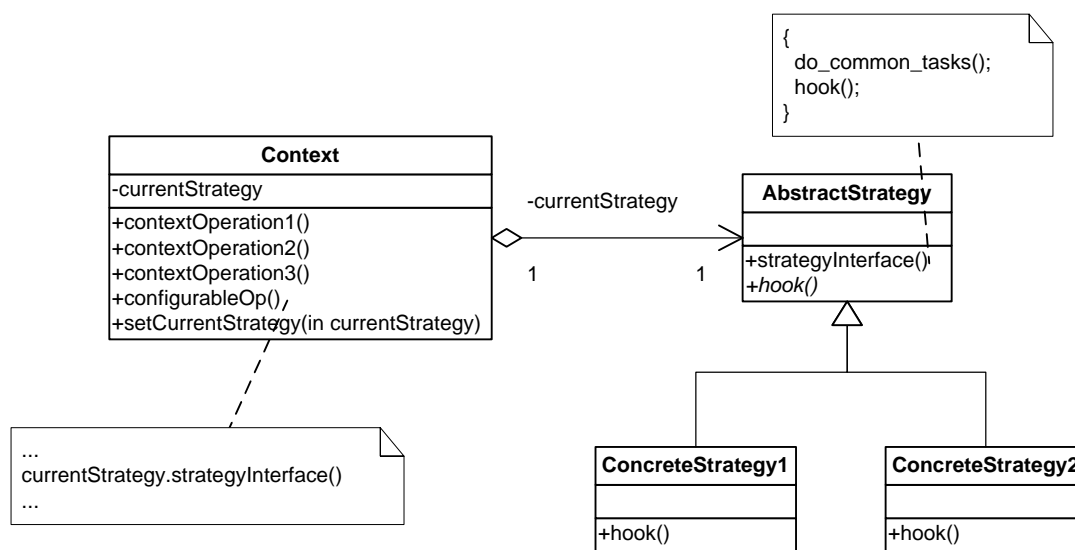 {
do_common_tasks();
hook();
}
Context
-currentStrategy
+contextOperation1()
+contextOperation2()
+contextOperation3()
+configurableOp()
+setCurrentStrategy(in currentStrategy)
-currentStrategy
1
1
AbstractStrategy
+strategyInterface()
+hook()
...
currentStrategy.strategyInterface()
...
ConcreteStrategy1
+hook()
ConcreteStrategy2
+hook()